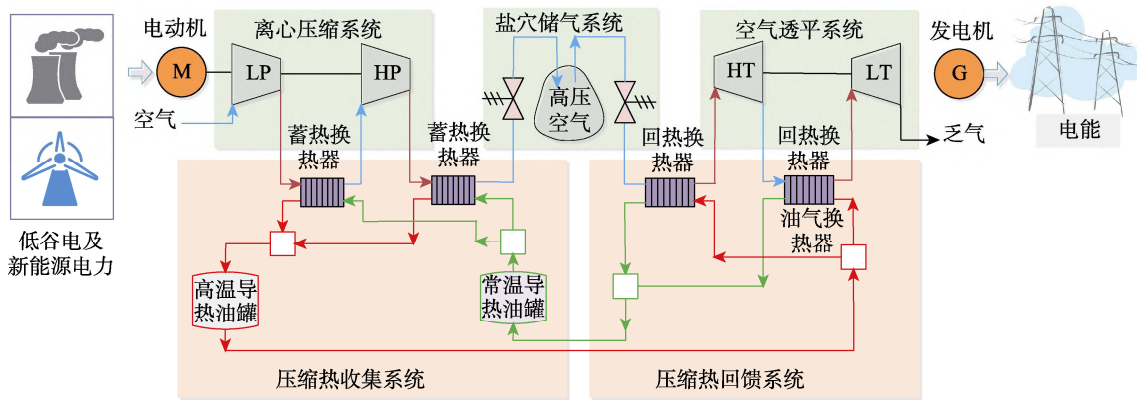 电动机
离心压缩系统
盐穴储气系统
空气透平系统
发电机
M
LP
HP
高压
空气
HT
LT
G
空气
乏气
电能
蓄热换
热器
蓄热换
热器
回热换
热器
回热换
热器
油气换
热器
低谷电及
新能源电力
高温导
热油罐
常温导
热油罐
压缩热收集系统
压缩热回馈系统